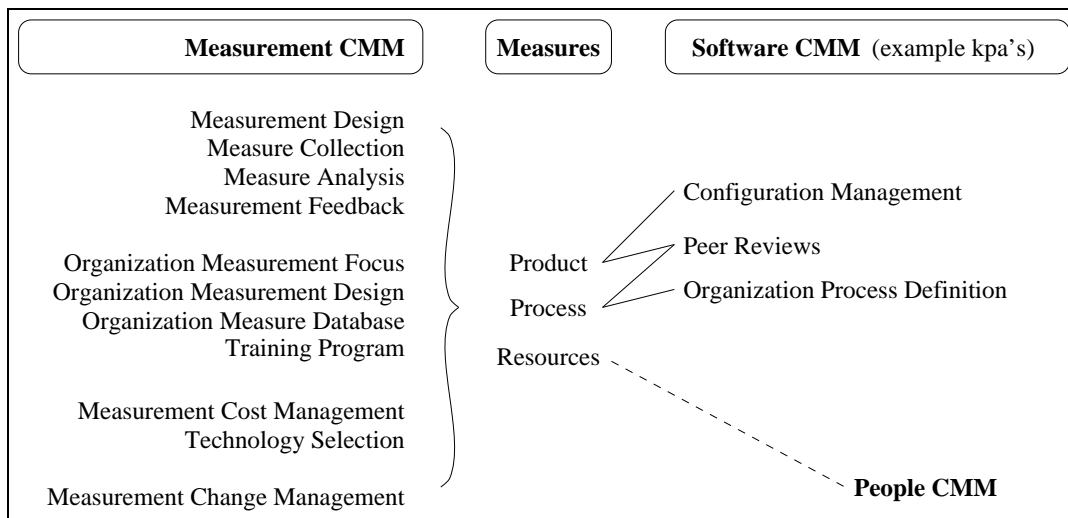 Measurement CMM
Measures
Software CMM (example kpa's)
Measurement Design
Measure Collection
Measure Analysis
Measurement Feedback
Organization Measurement Focus
Organization Measurement Design
Organization Measure Database
Training Program
Measurement Cost Management
Technology Selection
Measurement Change Management
Product
Process
Resources
Configuration Management
Peer Reviews
Organization Process Definition
People CMM